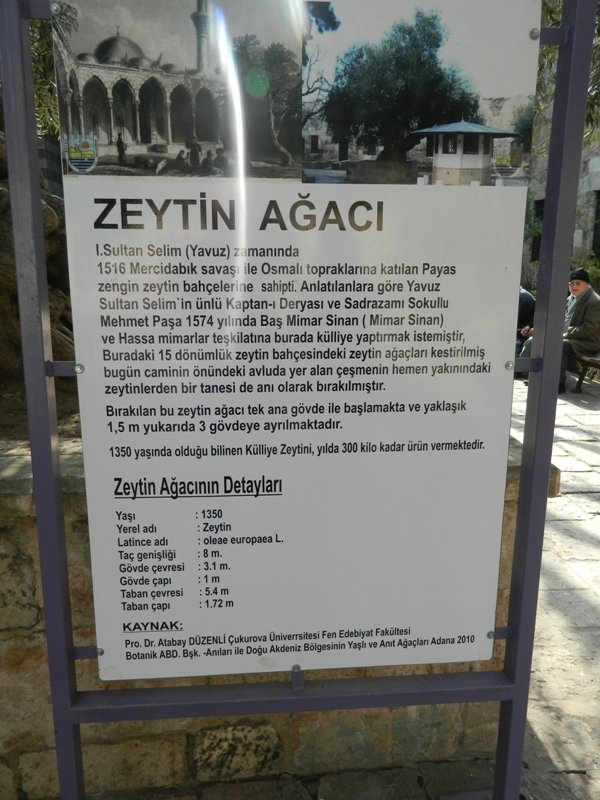 ZEYTİN AĞACI
I.Sultan Selim (Yavuz) zamanında
1516 Mercidabık savaşı ile Osmalı topraklarına katılan Payas
zengin zeytin bahçelerine sahipti. Anlatılanlara göre Yavuz
Sultan Selim`in ünlü Kaptan-ı Deryası ve Sadrazamı Sokullu
Mehmet Paşa 1574 yılında Baş Mimar Sinan ( Mimar Sinan)
ve Hassa mimarlar teşkilatına burada külliye yaptırmak istemiştir,
Buradaki 15 dönümlük zeytin bahçesindeki zeytin ağaçları kestirilmiş
bugün caminin önündeki avluda yer alan çeşmenin hemen yakınındaki
zeytinlerden bir tanesi de anı olarak bırakılmıştır.
Bırakılan bu zeytin ağacı tek ana gövde ile başlamakta ve yaklaşık
1,5 m yukarıda 3 gövdeye ayrılmaktadır.
1350 yaşında olduğu bilinen Külliye Zeytini, yılda 300 kilo kadar ürün vermektedir.
Zeytin Ağacının Detayları
Yaşı : 1350
Yerel adı : Zeytin
Latince adı : oleae europaea L.
Taç genişliği : 8 m.
Gövde çevresi : 3.1 m.
Gövde çapı : 1 m
Taban çevresi : 5.4 m
Taban çapı : 1.72 m
KAYNAK:
Pro. Dr. Atabay DÜZENLİ Çukurova Üniverrsitesi Fen Edebiyat Fakültesi
Botanik ABD. Bşk. -Anıları ile Doğu Akdeniz Bölgesinin Yaşlı ve Anıt Ağaçları Adana 2010